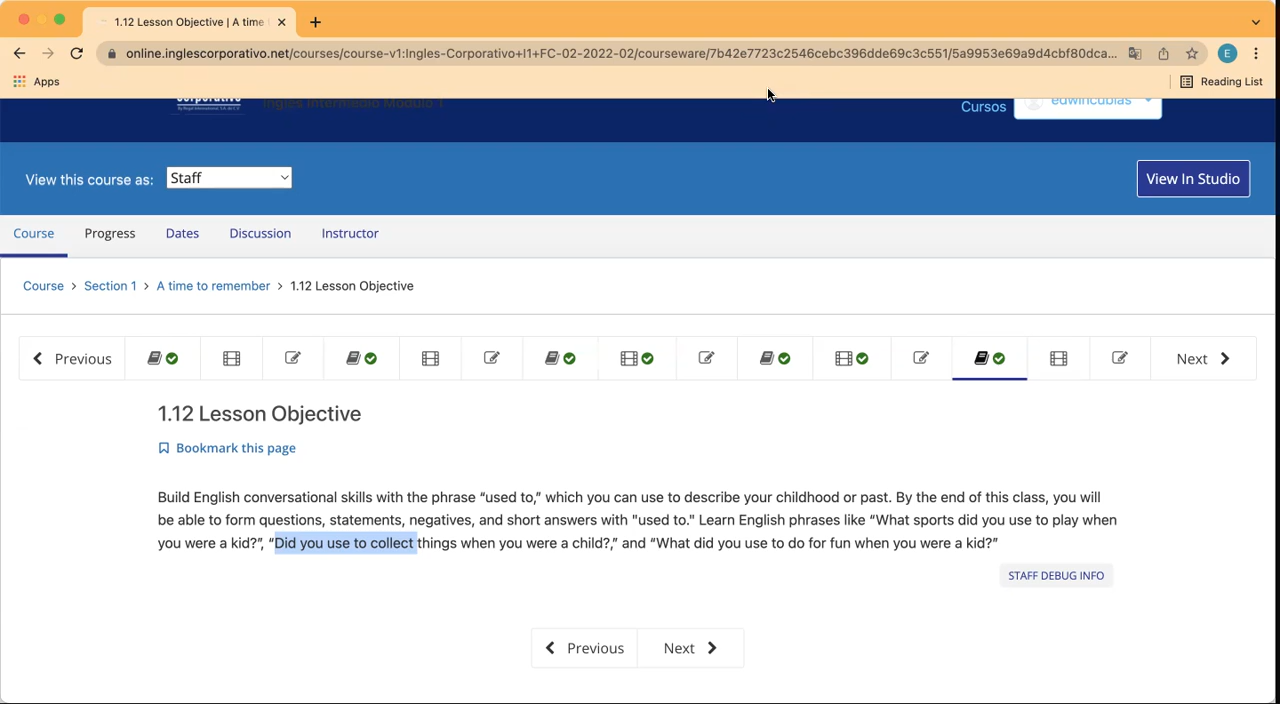 1.12 Lesson Objective | A time
online.inglescorporativo.net/courses/course-v1:Ingles-Corporativo+I1+FC-02-2022-02/courseware/7b42e7723c2546cebc396dde69c3c551/5a9953e69a9d4cbf80dca...
E
Apps
Reading List
corporativo
Ingles Intermedio Modulo 1
Cursos
edwincubias
View this course as:
Staff
View In Studio
Course
Progress
Dates
Discussion
Instructor
Course > Section 1 > A time to remember > 1.12 Lesson Objective
Previous
Next
1.12 Lesson Objective
Bookmark this page
Build English conversational skills with the phrase “used to,” which you can use to describe your childhood or past. By the end of this class, you will
be able to form questions, statements, negatives, and short answers with "used to." Learn English phrases like “What sports did you use to play when
you were a kid?”, “Did you use to collect things when you were a child?,” and “What did you use to do for fun when you were a kid?”
STAFF DEBUG INFO
Previous
Next